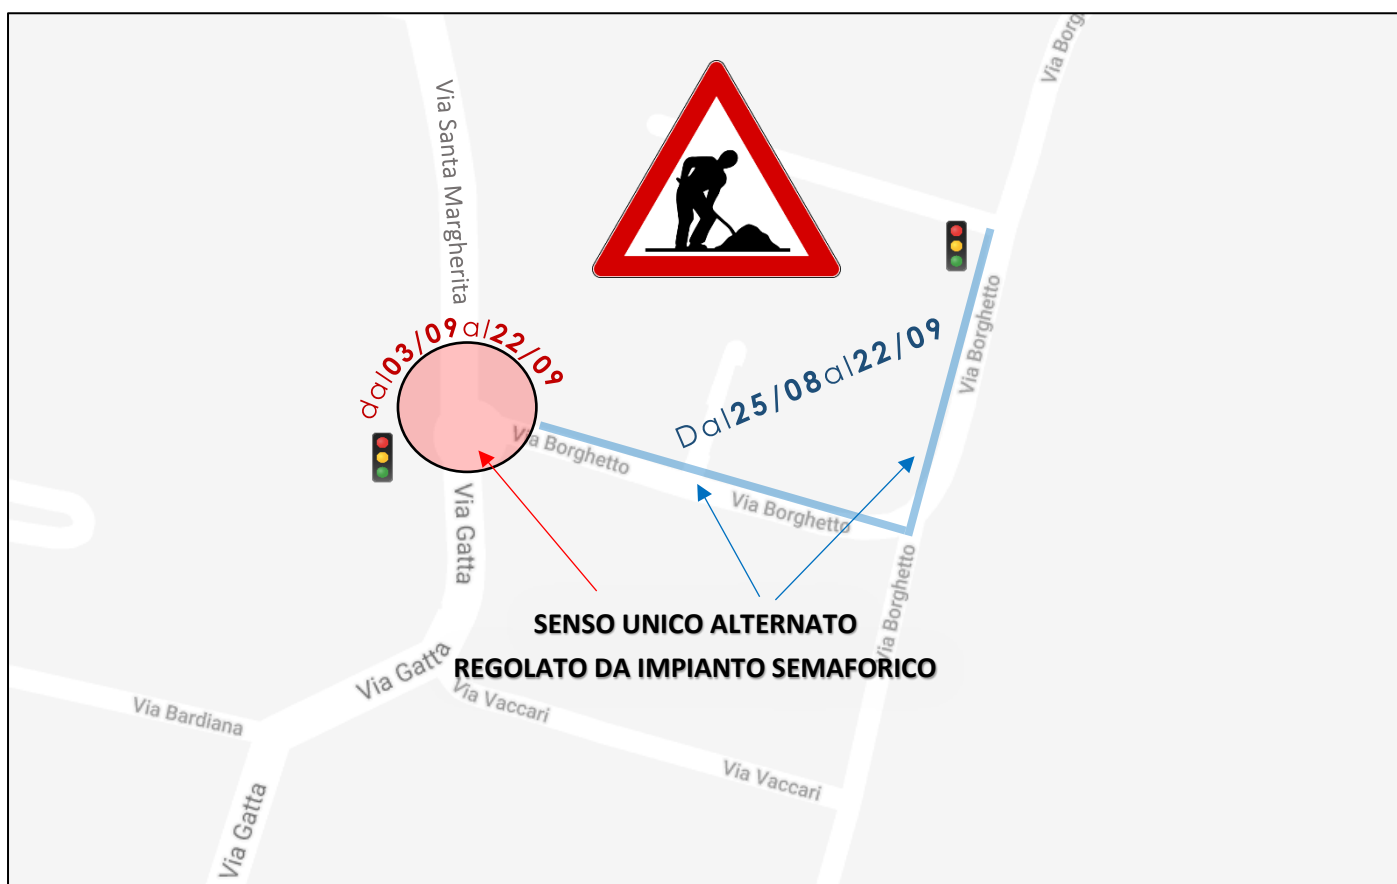 Via Borg
Via Santa Margherita
dal 03/09 al 22/09
Dal 25/08 al 22/09
Via Borghetto
Via Borghetto
Via Borghetto
Via Gatta
Via Borghetto
SENSO UNICO ALTERNATO
REGOLATO DA IMPIANTO SEMAFORICO
Via Gatta
Via Vaccari
Via Bardiana
Via Vaccari
Via Gatta